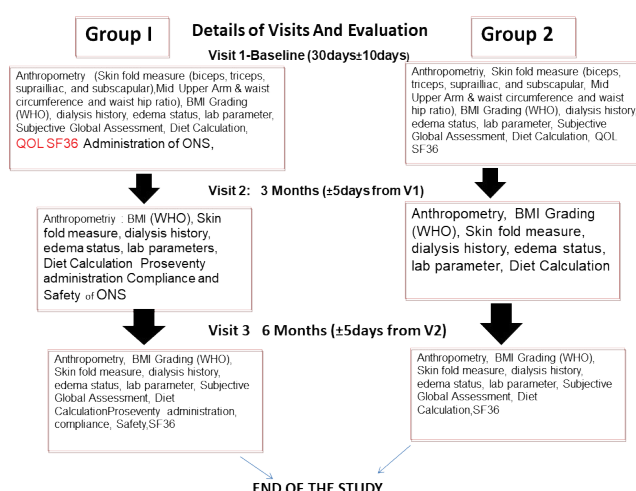 Group I
Details of Visits And Evaluation
Group 2
Visit 1-Baseline (30days±10days)
Anthropometry (Skin fold measure (biceps, triceps,
suprailiac, and subscapular),Mid Upper Arm & waist
circumference and waist hip ratio), BMI Grading
(WHO), dialysis history, edema status, lab parameter,
Subjective Global Assessment, Diet Calculation,
QOL SF36 Administration of ONS,
Anthropometriy, Skin fold measure (biceps,
triceps, suprailiac, and subscapular, Mid
Upper Arm & waist circumference and waist
hip ratio), BMI Grading (WHO), dialysis history,
edema status, lab parameter, Subjective
Global Assessment, Diet Calculation, QOL
SF36
Visit 2: 3 Months (±5days from V1)
Anthropometriy : BMI (WHO), Skin
fold measure, dialysis history,
edema status, lab parameters,
Diet Calculation Proseventy
administration Compliance and
Safety of ONS
Anthropometry, BMI Grading
(WHO), Skin fold measure,
dialysis history, edema status,
lab parameter, Diet Calculation
Visit 3 6 Months (±5days from V2)
Anthropometry, BMI Grading (WHO),
Skin fold measure, dialysis history,
edema status, lab parameter, Subjective
Global Assessment, Diet
CalculationProseventy administration,
compliance, Safety,SF36
Anthropometry, BMI Grading (WHO),
Skin fold measure, dialysis history,
edema status, lab parameter, Subjective
Global Assessment, Diet
Calculation,SF36
END OF THE STUDY